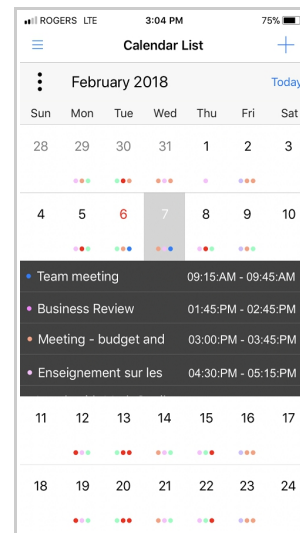 ROGERS LTE 3:04 PM 75%
Calendar List
February 2018 Today
Sun Mon Tue Wed Thu Fri Sat
28 29 30 31 1 2 3
4 5 6 7 8 9 10
Team meeting 09:15:AM - 09:45:AM
Business Review 01:45:PM - 02:45:PM
Meeting - budget and 03:00:PM - 03:45:PM
Enseignement sur les 04:30:PM - 05:15:PM
11 12 13 14 15 16 17
18 19 20 21 22 23 24